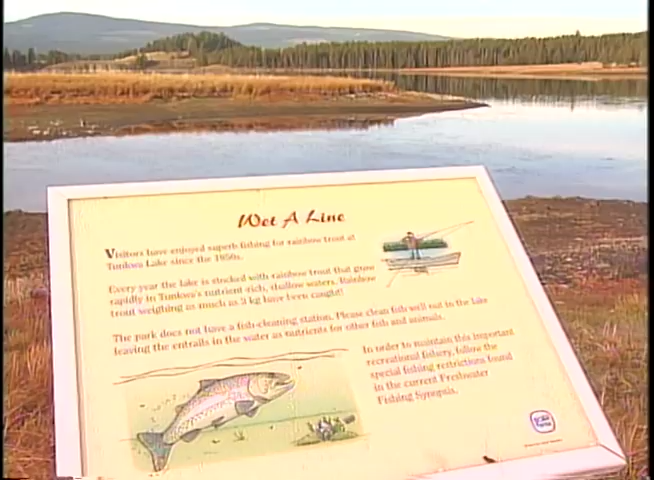 Wet A Line
Visitors have enjoyed superb fishing for rainbow trout at
Tunkwa Lake since the 1950s.
Every year the lake is stocked with rainbow trout that grow
rapidly in Tunkwa's nutrient-rich, shallow waters. Rainbow
trout weighing as much as 2 kg have been caught!
The park does not have a fish-cleaning station. Please clean fish well out in the lake
leaving the entrails in the water as nutrients for other fish and animals.
In order to maintain this important
recreational fishery, follow the
special fishing restrictions found
in the current Freshwater
Fishing Synopsis.